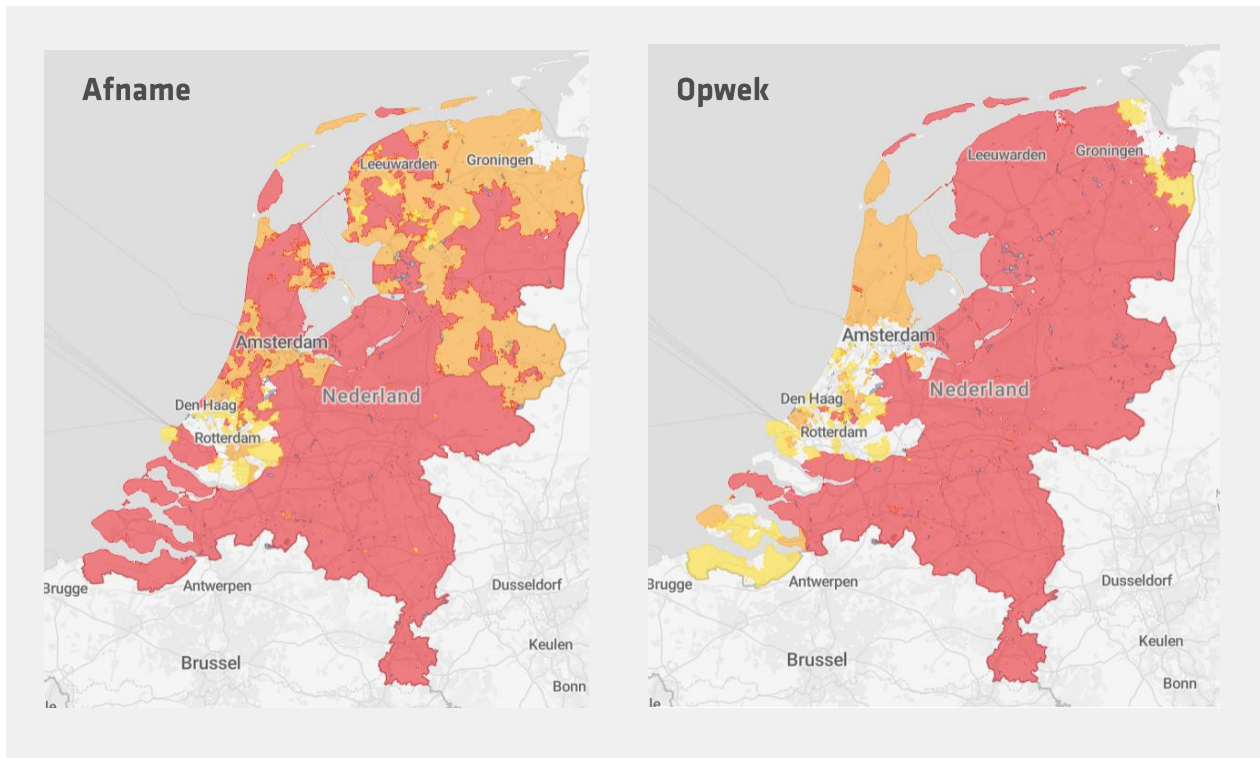 Afname
Leeuwarden
Groningen
Amsterdam
Nederland
Den Haag
Rotterdam
Brugge
Antwerpen
Dusseldorf
Brussel
Keulen
Bonn
Opwek
Leeuwarden
Groningen
Amsterdam
Nederland
Den Haag
Rotterdam
Brugge
Antwerpen
Dusseldorf
Brussel
Keulen
Bonn